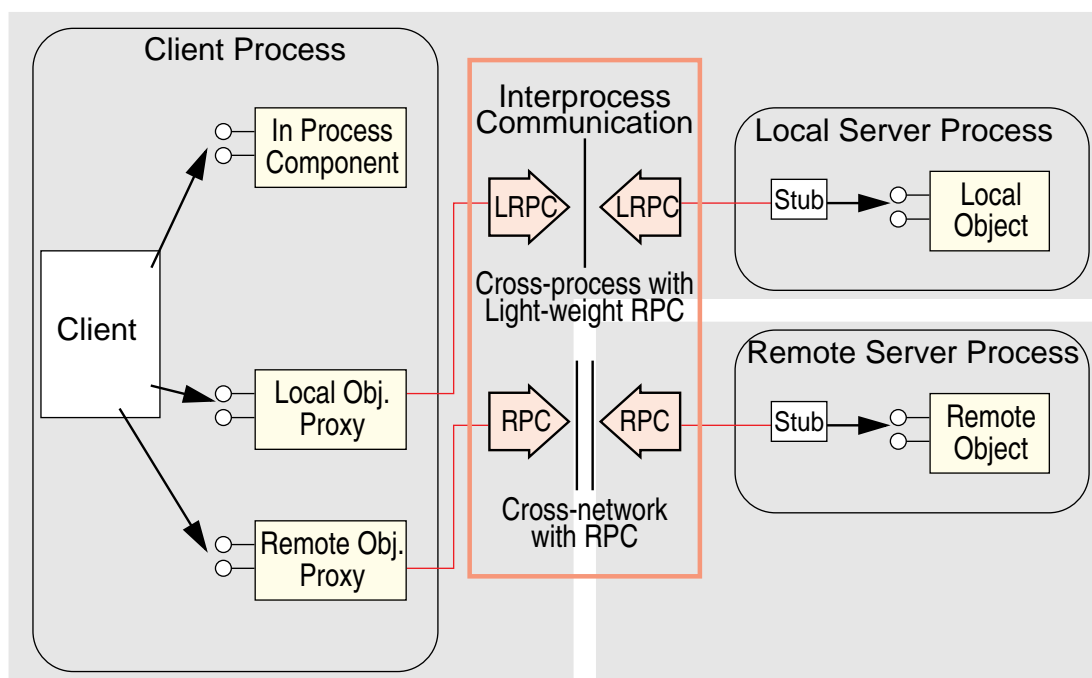 Client Process
In Process
Component
Client
Local Obj.
Proxy
Remote Obj.
Proxy
Interprocess
Communication
LRPC
LRPC
Cross-process with
Light-weight RPC
RPC
RPC
Cross-network
with RPC
Local Server Process
Stub
Local
Object
Remote Server Process
Stub
Remote
Object